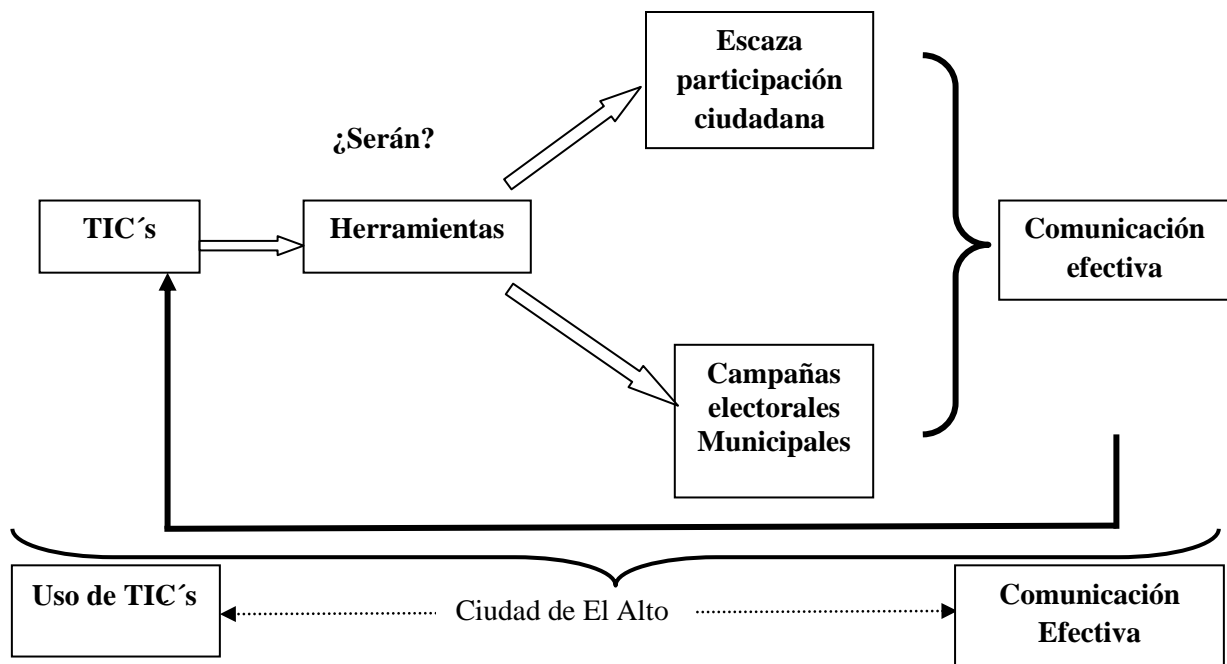 Escaza
participación
ciudadana
¿Serán?
TIC´s
Herramientas
Comunicación
efectiva
Campañas
electorales
Municipales
Uso de TIC´s
Ciudad de El Alto
Comunicación
Efectiva